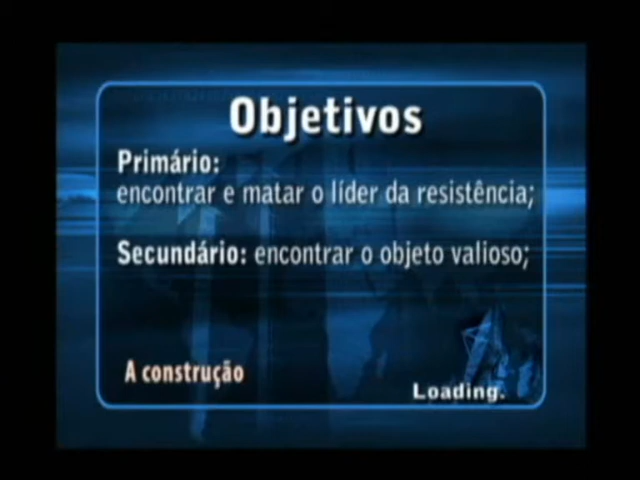 Objetivos
Primário:
encontrar e matar o líder da resistência;
Secundário: encontrar o objeto valioso;
A construção
Loading.